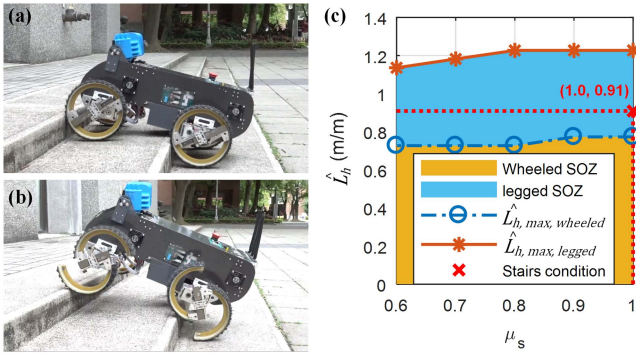 (a)
(b)
(c)
1.4
1.2
1
0.8
0.6
0.4
0.2
0
L̂h (m/m)
(1.0, 0.91)
Wheeled SOZ
legged SOZ
L̂h, max, wheeled
L̂h, max, legged
Stairs condition
0.6 0.7 0.8 0.9 1.0
μs